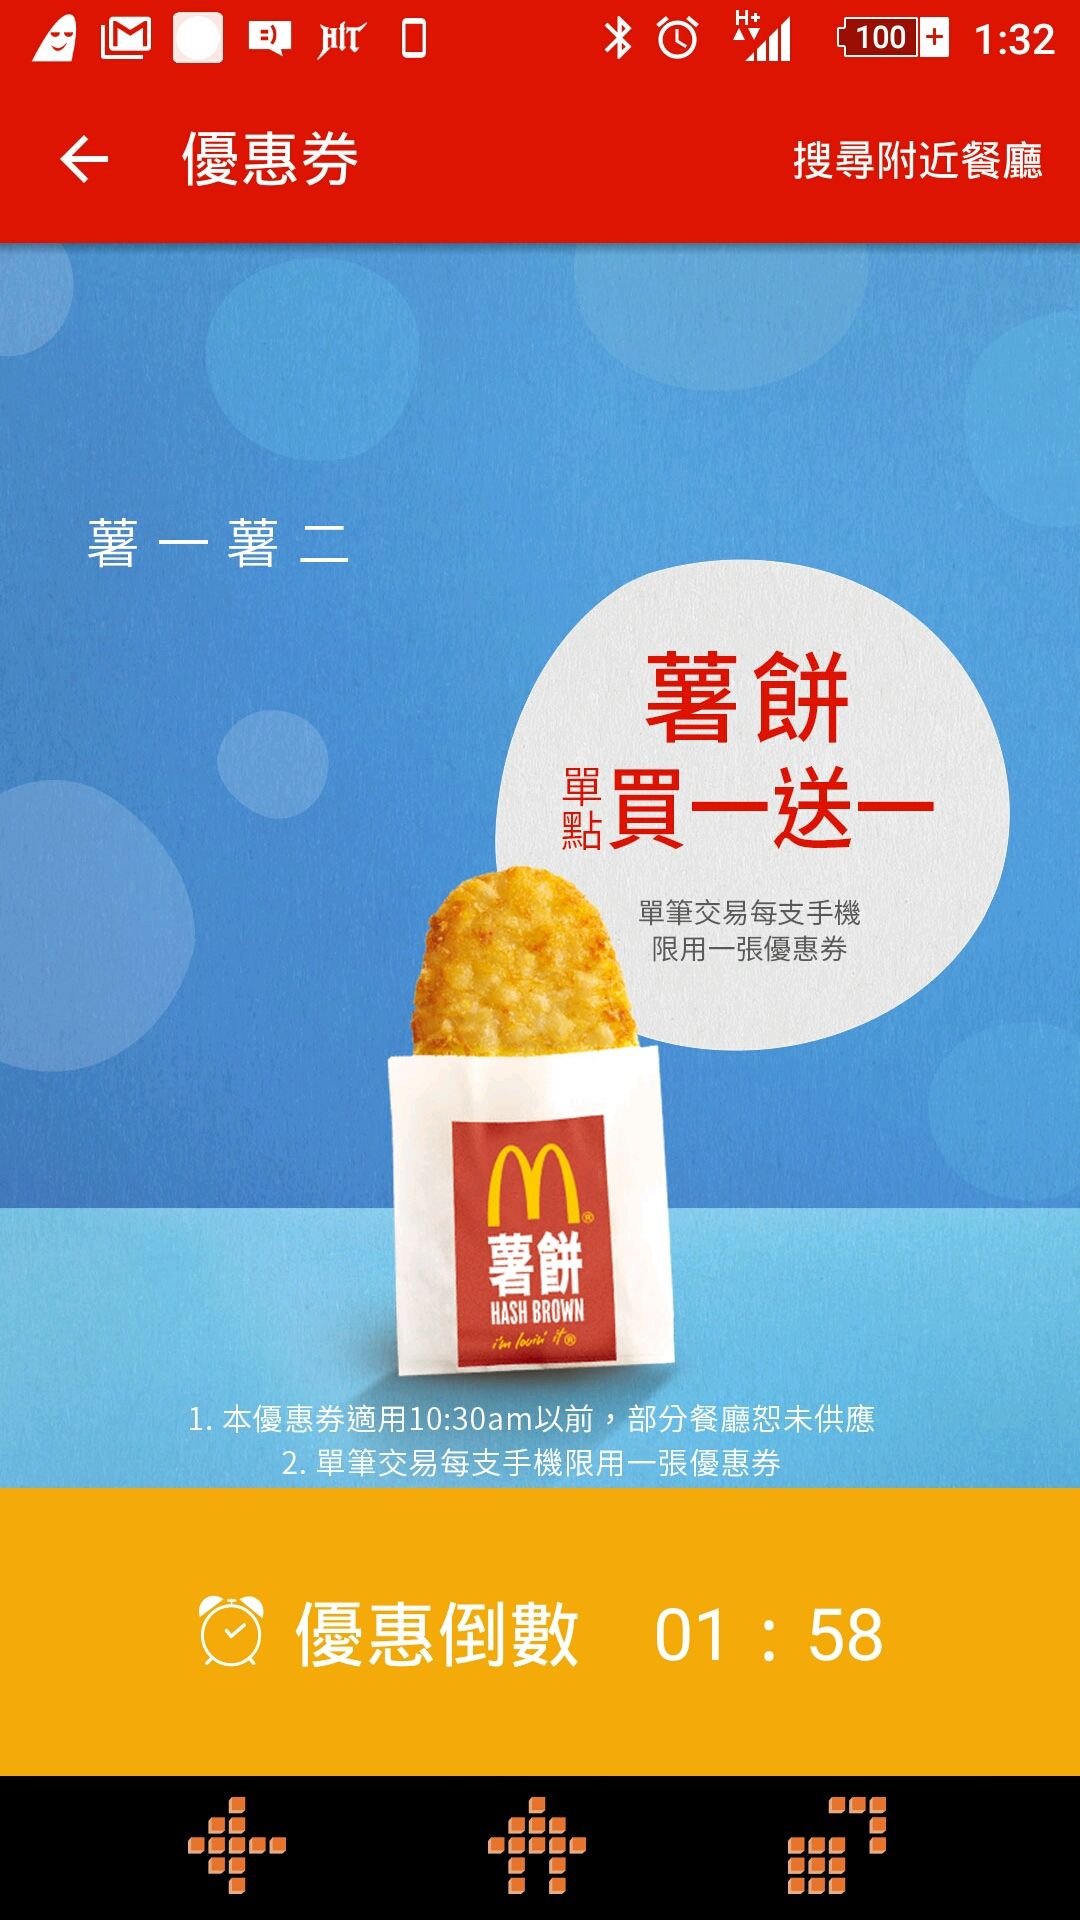 H+
100
1:32
優惠券
搜尋附近餐廳
薯一薯二
薯餅
單點買一送一
單筆交易每支手機
限用一張優惠券
薯餅
HASH BROWN
i'm lovin' it®
1. 本優惠券適用10:30am以前，部分餐廳恕未供應
2. 單筆交易每支手機限用一張優惠券
優惠倒數 01 : 58